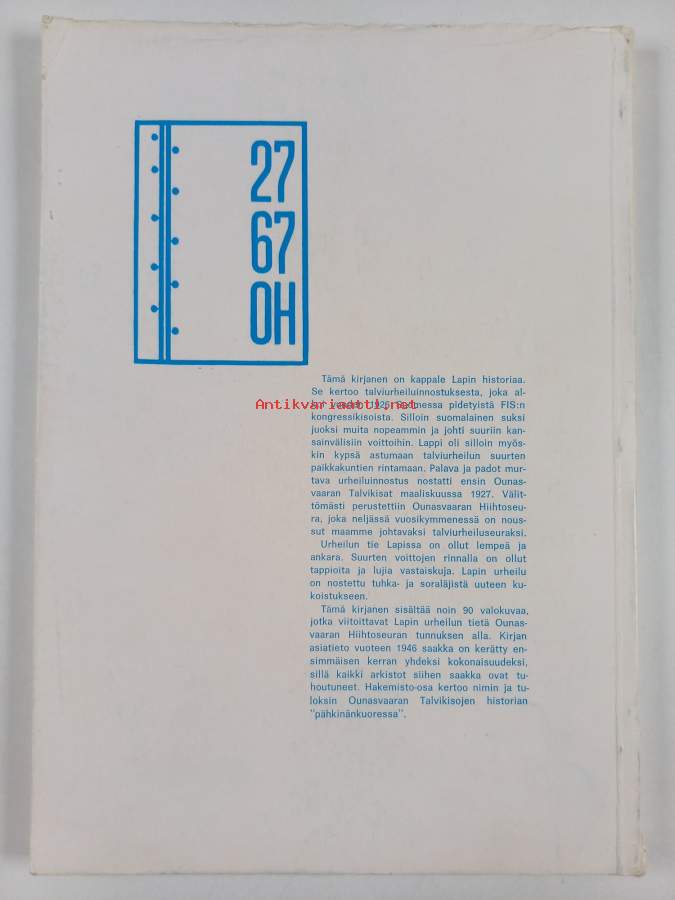 27
67
OH
Tämä kirjanen on kappale Lapin historiaa.
Se kertoo talviurheiluinnostuksesta, joka al-
Antikvariaatti.net
1926 pidetyistä FIS:n
kongressikisoista. Silloin suomalainen suksi
juoksi muita nopeammin ja johti suuriin kan-
sainvälisiin voittoihin. Lappi oli silloin myös-
kin kypsä astumaan talviurheilun suurten
paikkakuntien rintamaan. Palava ja padot mur-
tava urheiluinnostus nostatti ensin Ounas-
vaaran Talvikisat maaliskuussa 1927. Välit-
tömästi perustettiin Ounasvaaran Hiihtoseu-
ra, joka neljässä vuosikymmenessä on nous-
sut maamme johtavaksi talviurheiluseuraksi.
Urheilun tie Lapissa on ollut lempeä ja
ankara. Suurten voittojen rinnalla on ollut
tappioita ja lujia vastaiskuja. Lapin urheilu
on nostettu tuhka- ja soraläjistä uuteen ku-
koistukseen.
Tämä kirjanen sisältää noin 90 valokuvaa,
jotka viitoittavat Lapin urheilun tietä Ounas-
vaaran Hiihtoseuran tunnuksen alla. Kirjan
asiatieto vuoteen 1946 saakka on kerätty en-
simmäisen kerran yhdeksi kokonaisuudeksi,
sillä kaikki arkistot siihen saakka ovat tu-
houtuneet. Hakemisto-osa kertoo nimin ja tu-
loksin Ounasvaaran Talvikisojen historian
"pähkinänkuoressa".